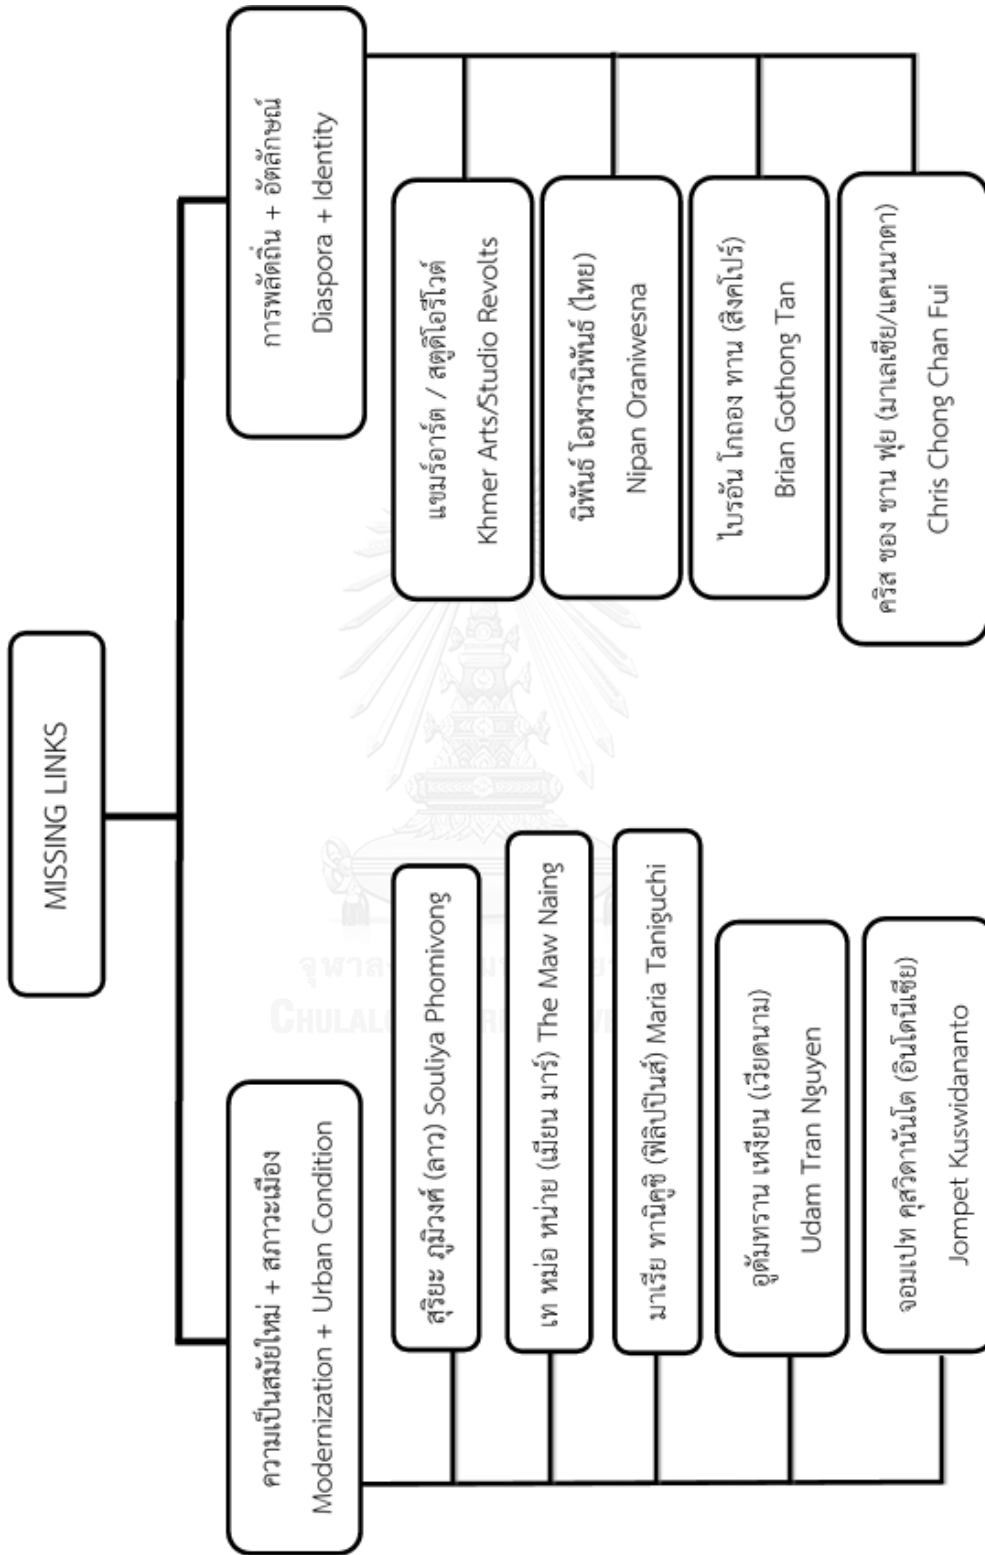 MISSING LINKS
ความเป็นสมัยใหม่ + สภาวะเมือง
Modernization + Urban Condition
สุริยะ ภูมิวงศ์ (ลาว) Souliya Phomivong
เท หม่อ หน่าย (เมียน มาร์) The Maw Naing
มาเรีย ทานิคูชิ (ฟิลิปปินส์) Maria Taniguchi
อูดัมทราน เหงียน (เวียดนาม)
Udam Tran Nguyen
จอมเปท คุสวิดานันโต (อินโดนีเซีย)
Jompet Kuswidananto
การพลัดถิ่น + อัตลักษณ์
Diaspora + Identity
แขมร์อาร์ต / สตูดิโอรีโวต์
Khmer Arts/Studio Revolts
นิพันธ์ โอฬารนิพันธ์ (ไทย)
Nipan Oraniwesna
ไบรอัน โกถอง ทาน (สิงคโปร์)
Brian Gothong Tan
คริส ชอง ชาน ฟุย (มาเลเซีย/แคนนาดา)
Chris Chong Chan Fui